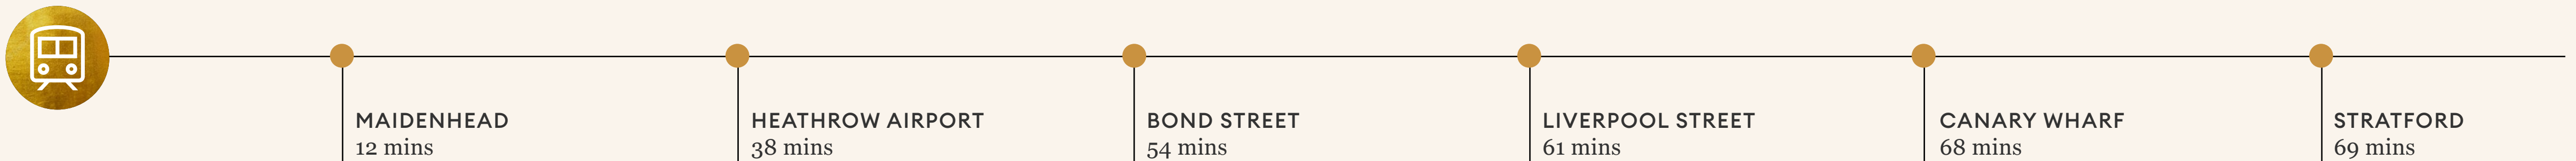 MAIDENHEAD
12 mins
HEATHROW AIRPORT
38 mins
BOND STREET
54 mins
LIVERPOOL STREET
61 mins
CANARY WHARF
68 mins
STRATFORD
69 mins